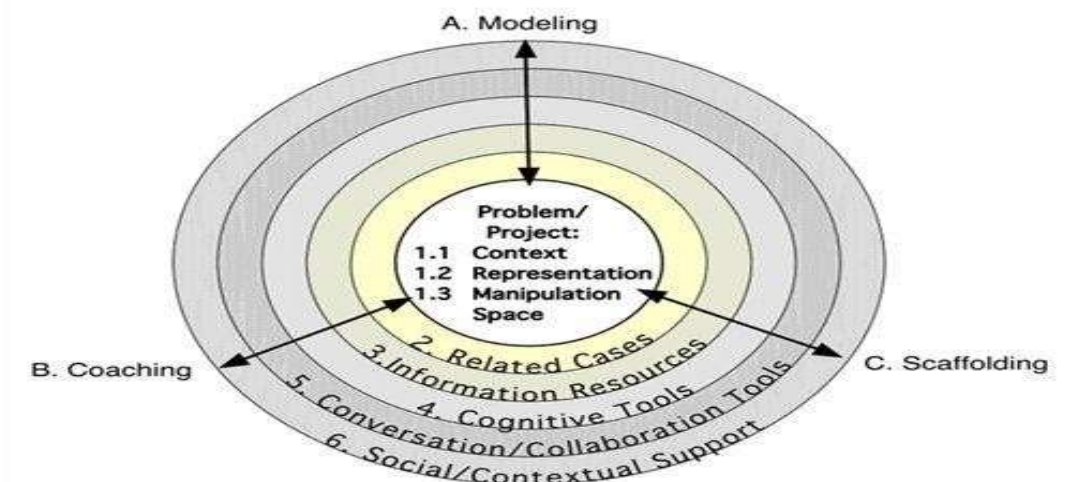 A. Modeling
Problem/
Project:
1.1 Context
1.2 Representation
1.3 Manipulation
Space
2. Related Cases
3.Information Resources
4. Cognitive Tools
5. Conversation/Collaboration Tools
6. Social/Contextual Support
B. Coaching
C. Scaffolding